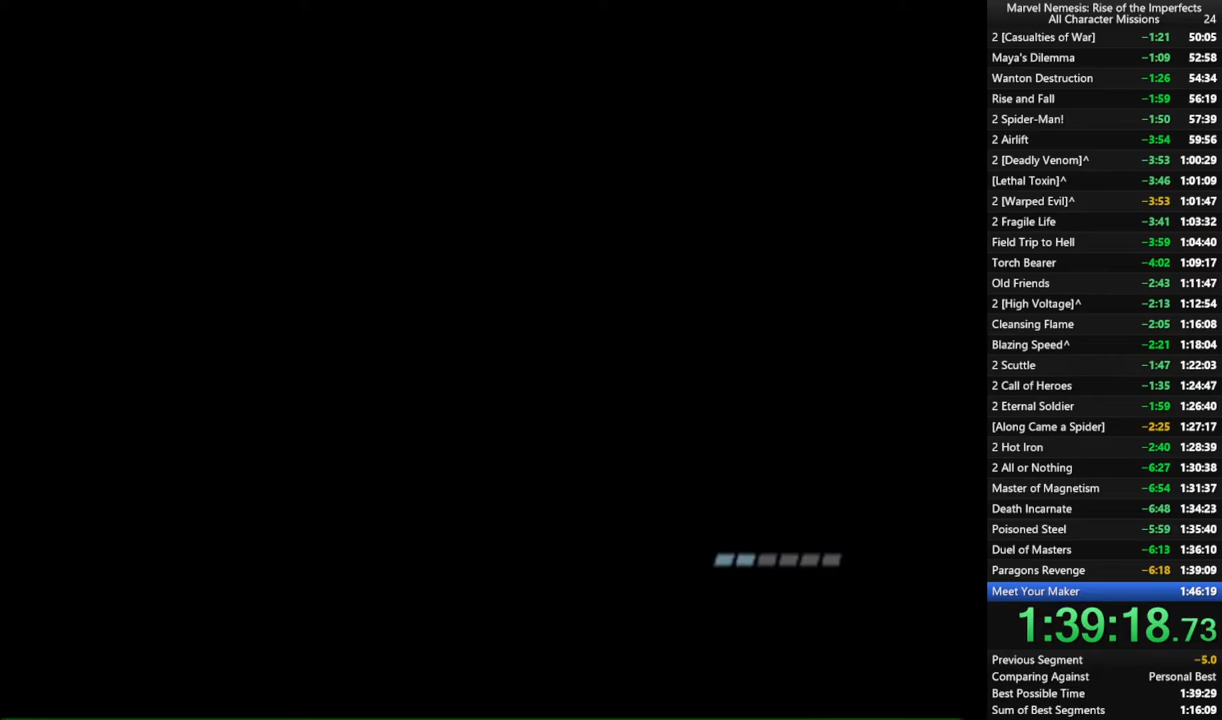 Marvel Nemesis: Rise of the Imperfects
All Character Missions 24
2 [Casualties of War] −1:21 50:05
Maya's Dilemma −1:09 52:58
Wanton Destruction −1:26 54:34
Rise and Fall −1:59 56:19
2 Spider-Man! −1:50 57:39
2 Airlift −3:54 59:56
2 [Deadly Venom]^ −3:53 1:00:29
[Lethal Toxin]^ −3:46 1:01:09
2 [Warped Evil]^ −3:53 1:01:47
2 Fragile Life −3:41 1:03:32
Field Trip to Hell −3:59 1:04:40
Torch Bearer −4:02 1:09:17
Old Friends −2:43 1:11:47
2 [High Voltage]^ −2:13 1:12:54
Cleansing Flame −2:05 1:16:08
Blazing Speed^ −2:21 1:18:04
2 Scuttle −1:47 1:22:03
2 Call of Heroes −1:35 1:24:47
2 Eternal Soldier −1:59 1:26:40
[Along Came a Spider] −2:25 1:27:17
2 Hot Iron −2:40 1:28:39
2 All or Nothing −6:27 1:30:38
Master of Magnetism −6:54 1:31:37
Death Incarnate −6:48 1:34:23
Poisoned Steel −5:59 1:35:40
Duel of Masters −6:13 1:36:10
Paragons Revenge −6:18 1:39:09
Meet Your Maker 1:46:19
1:39:18.73
Previous Segment −5.0
Comparing Against Personal Best
Best Possible Time 1:39:29
Sum of Best Segments 1:16:09